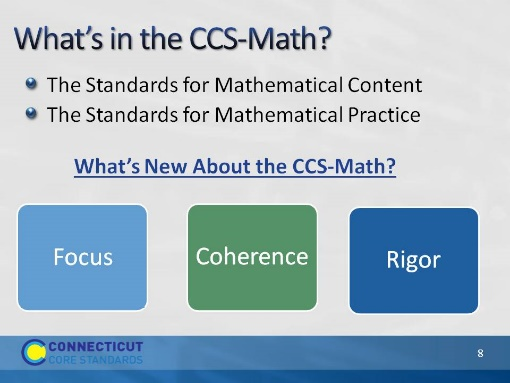 What's in the CCS-Math?
The Standards for Mathematical Content
The Standards for Mathematical Practice
What's New About the CCS-Math?
Focus
Coherence
Rigor
CONNECTICUT
CORE STANDARDS
8